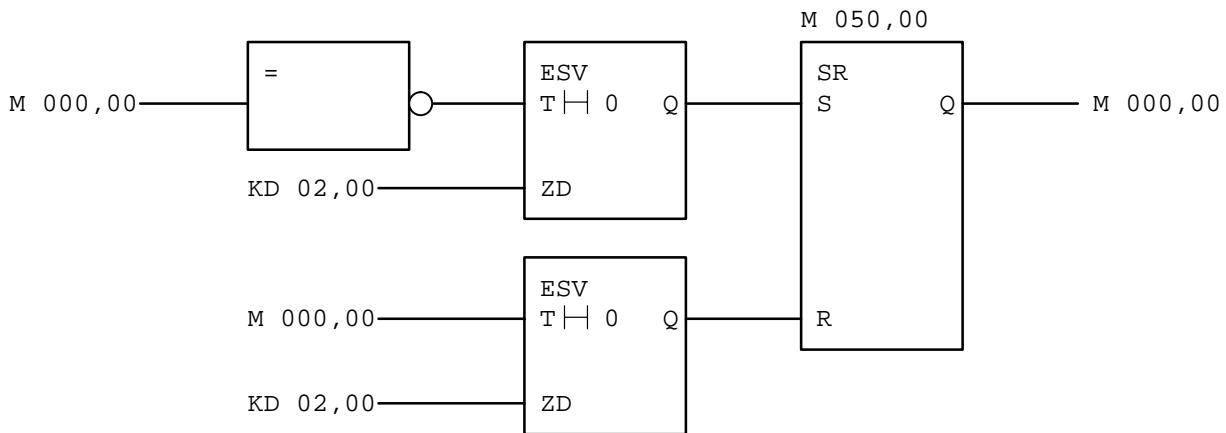 M 050,00
=
ESV
SR
M 000,00
T 0 Q
S Q
M 000,00
KD 02,00
ZD
ESV
M 000,00
T 0 Q
R
KD 02,00
ZD